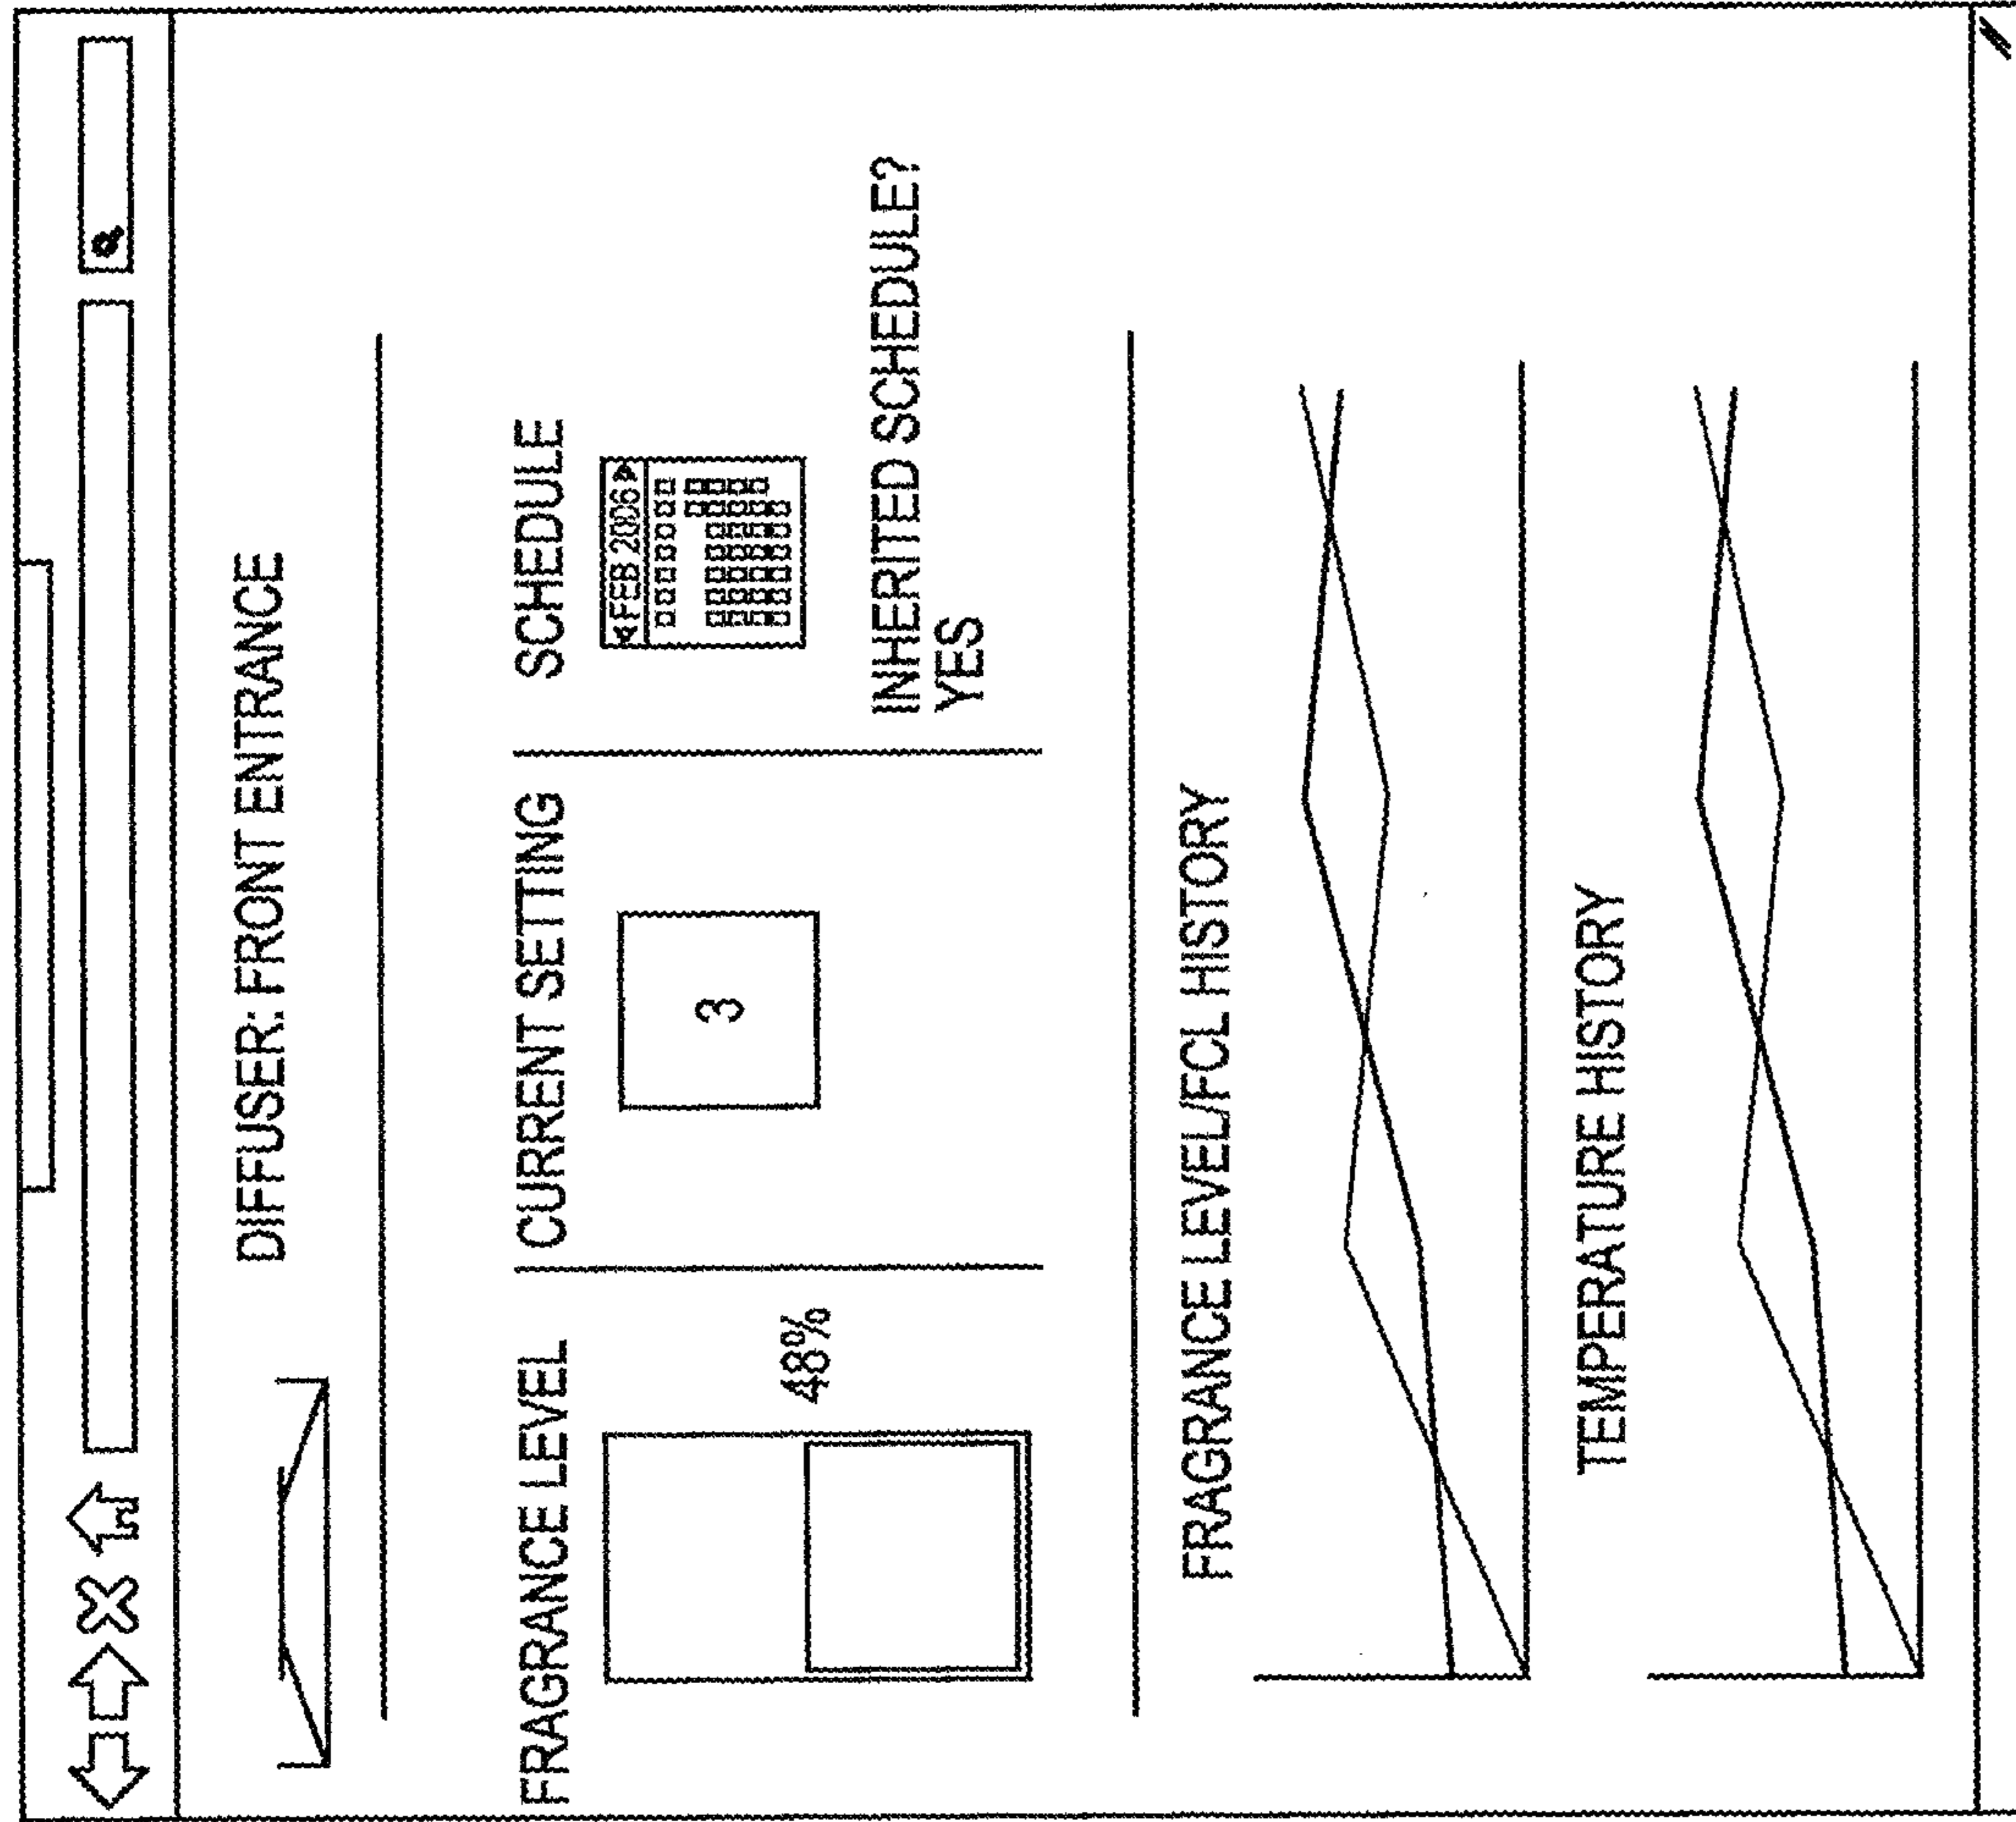 DIFFUSER: FRONT ENTRANCE
FRAGRANCE LEVEL
48%
CURRENT SETTING
3
SCHEDULE
FEB 2006
INHERITED SCHEDULE?
YES
FRAGRANCE LEVEL/FCL HISTORY
TEMPERATURE HISTORY